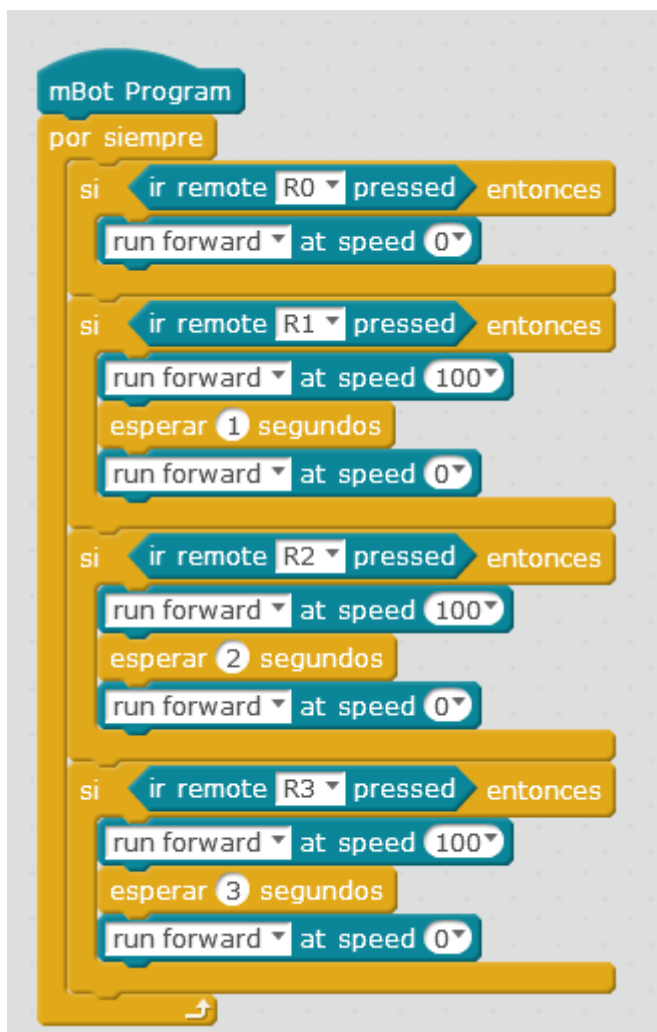 mBot Program
por siempre
si ir remote R0 pressed entonces
run forward at speed 0
si ir remote R1 pressed entonces
run forward at speed 100
esperar 1 segundos
run forward at speed 0
si ir remote R2 pressed entonces
run forward at speed 100
esperar 2 segundos
run forward at speed 0
si ir remote R3 pressed entonces
run forward at speed 100
esperar 3 segundos
run forward at speed 0